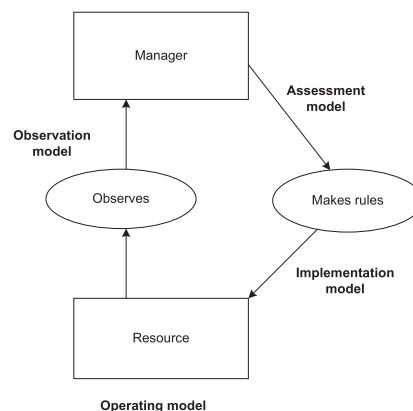 Manager
Assessment
model
Observation
model
Observes
Makes rules
Implementation
model
Resource
Operating model